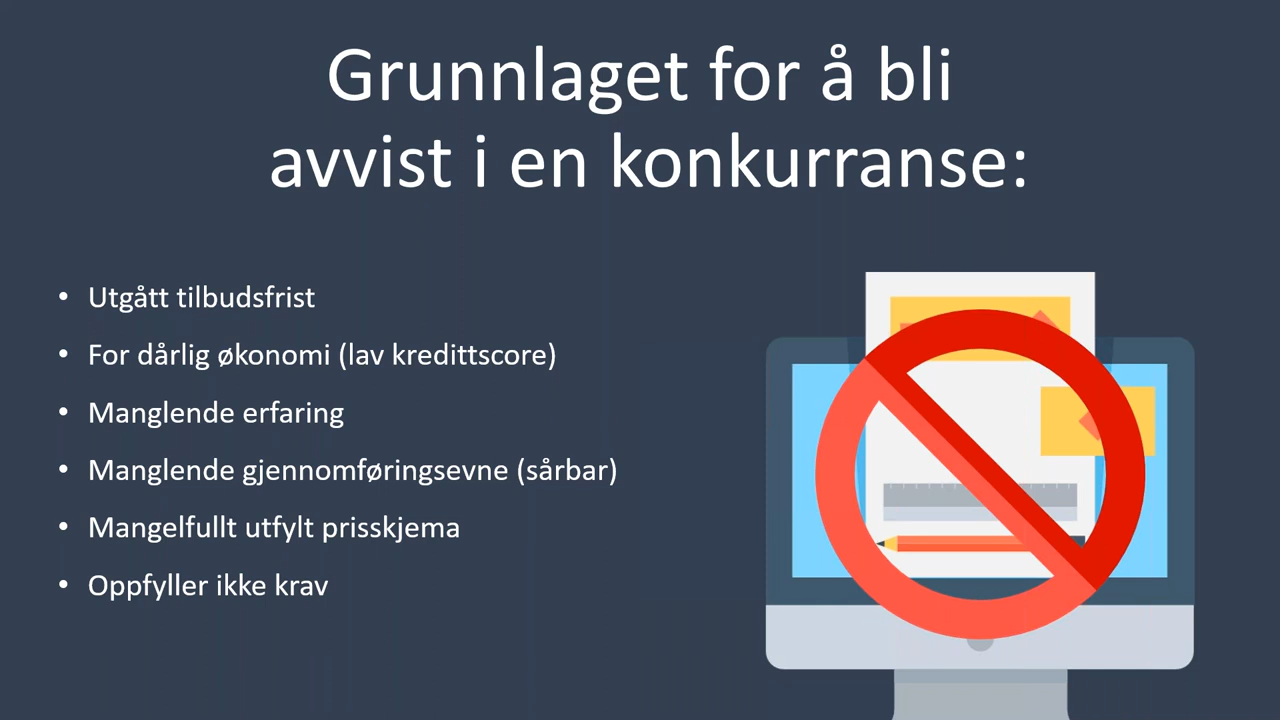 Grunnlaget for å bli
avvist i en konkurranse:
• Utgått tilbudsfrist
• For dårlig økonomi (lav kredittscore)
• Manglende erfaring
• Manglende gjennomføringsevne (sårbar)
• Mangelfullt utfylt prisskjema
• Oppfyller ikke krav